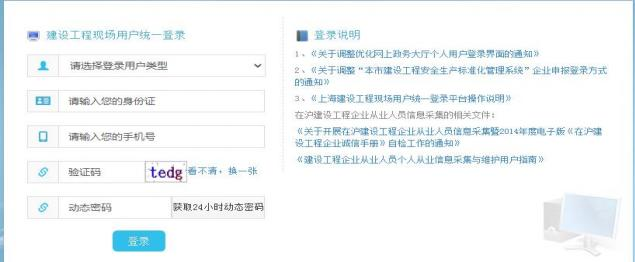 建设工程现场用户统一登录
请选择登录用户类型
请输入您的身份证
请输入您的手机号
验证码 tedg 看不清，换一张
动态密码 获取24小时动态密码
登录
登录说明
1、《关于调整优化网上政务大厅个人用户登录界面的通知》
2、《关于调整“本市建设工程安全生产标准化管理系统”企业申报登录方式
的通知》
3、《上海建设工程现场用户统一登录平台操作说明》
在沪建设工程企业从业人员信息采集的相关文件：
《关于开展在沪建设工程企业从业人员信息采集暨2014年度电子版《在沪建
设工程企业诚信手册》自检工作的通知》
《建设工程企业从业人员个人从业信息采集与维护用户指南》